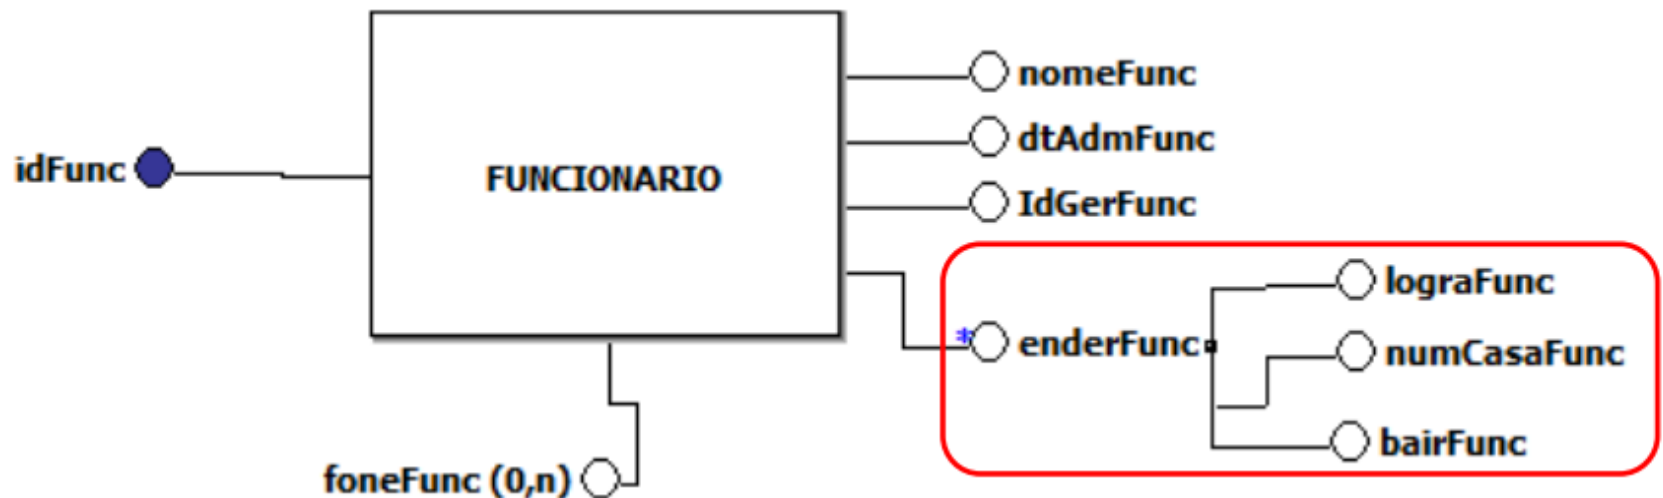 nomeFunc
dtAdmFunc
idFunc
FUNCIONARIO
IdGerFunc
lograFunc
* enderFunc
numCasaFunc
bairFunc
foneFunc (0,n)